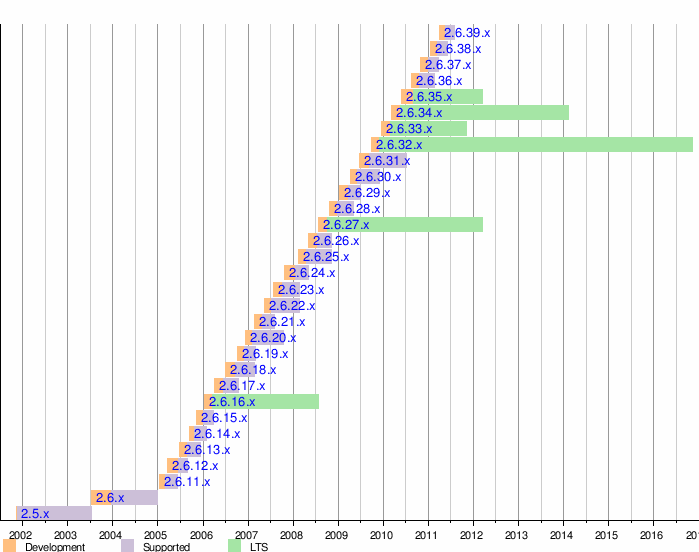 2.6.39.x
2.6.38.x
2.6.37.x
2.6.36.x
2.6.35.x
2.6.34.x
2.6.33.x
2.6.32.x
2.6.31.x
2.6.30.x
2.6.29.x
2.6.28.x
2.6.27.x
2.6.26.x
2.6.25.x
2.6.24.x
2.6.23.x
2.6.22.x
2.6.21.x
2.6.20.x
2.6.19.x
2.6.18.x
2.6.17.x
2.6.16.x
2.6.15.x
2.6.14.x
2.6.13.x
2.6.12.x
2.6.11.x
2.6.x
2.5.x
2002 2003 2004 2005 2006 2007 2008 2009 2010 2011 2012 2013 2014 2015 2016 20
Development Supported LTS